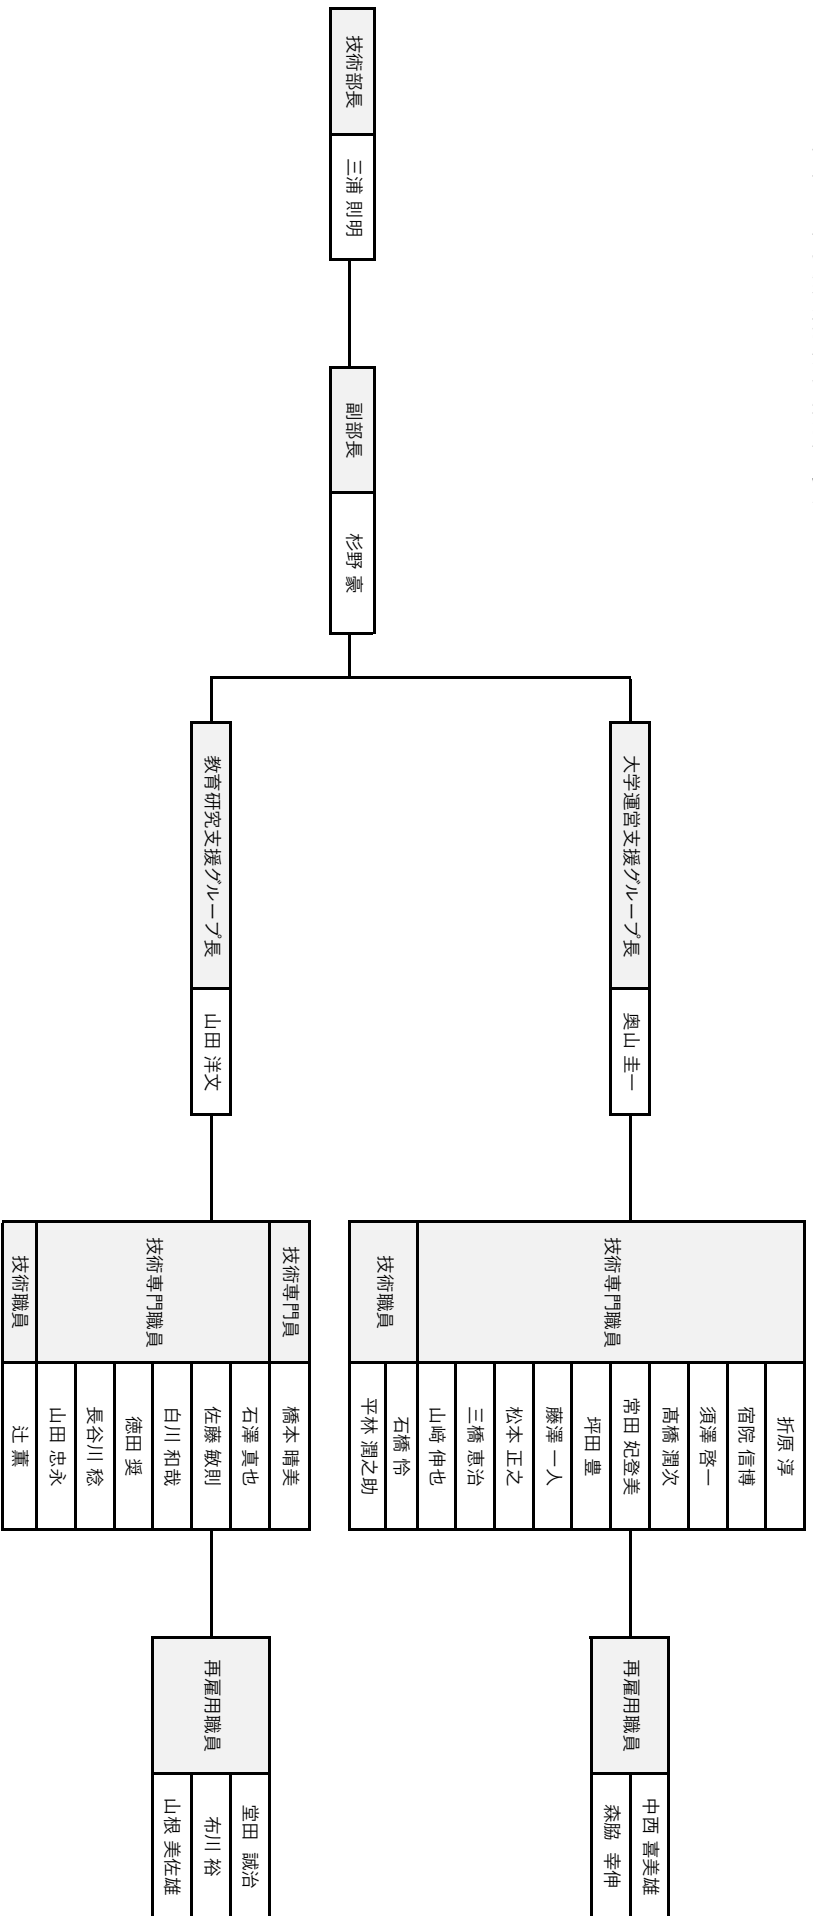 技術部長
三浦 則明
副部長
杉野 豪
大学運営支援グループ長
奥山 圭一
技術専門職員
折原 淳
宿院 信博
須澤 啓一
髙橋 潤次
常田 妃登美
坪田 豊
藤澤 一人
松本 正之
三橋 恵治
山﨑 伸也
技術職員
石橋 怜
平林 潤之助
再雇用職員
中西 喜美雄
森脇 幸伸
教育研究支援グループ長
山田 洋文
技術専門員
橋本 晴美
技術専門職員
石澤 真也
佐藤 敏則
白川 和哉
徳田 奨
長谷川 稔
山田 忠永
技術職員
辻 薫
再雇用職員
堂田 誠治
布川 裕
山根 美佐雄